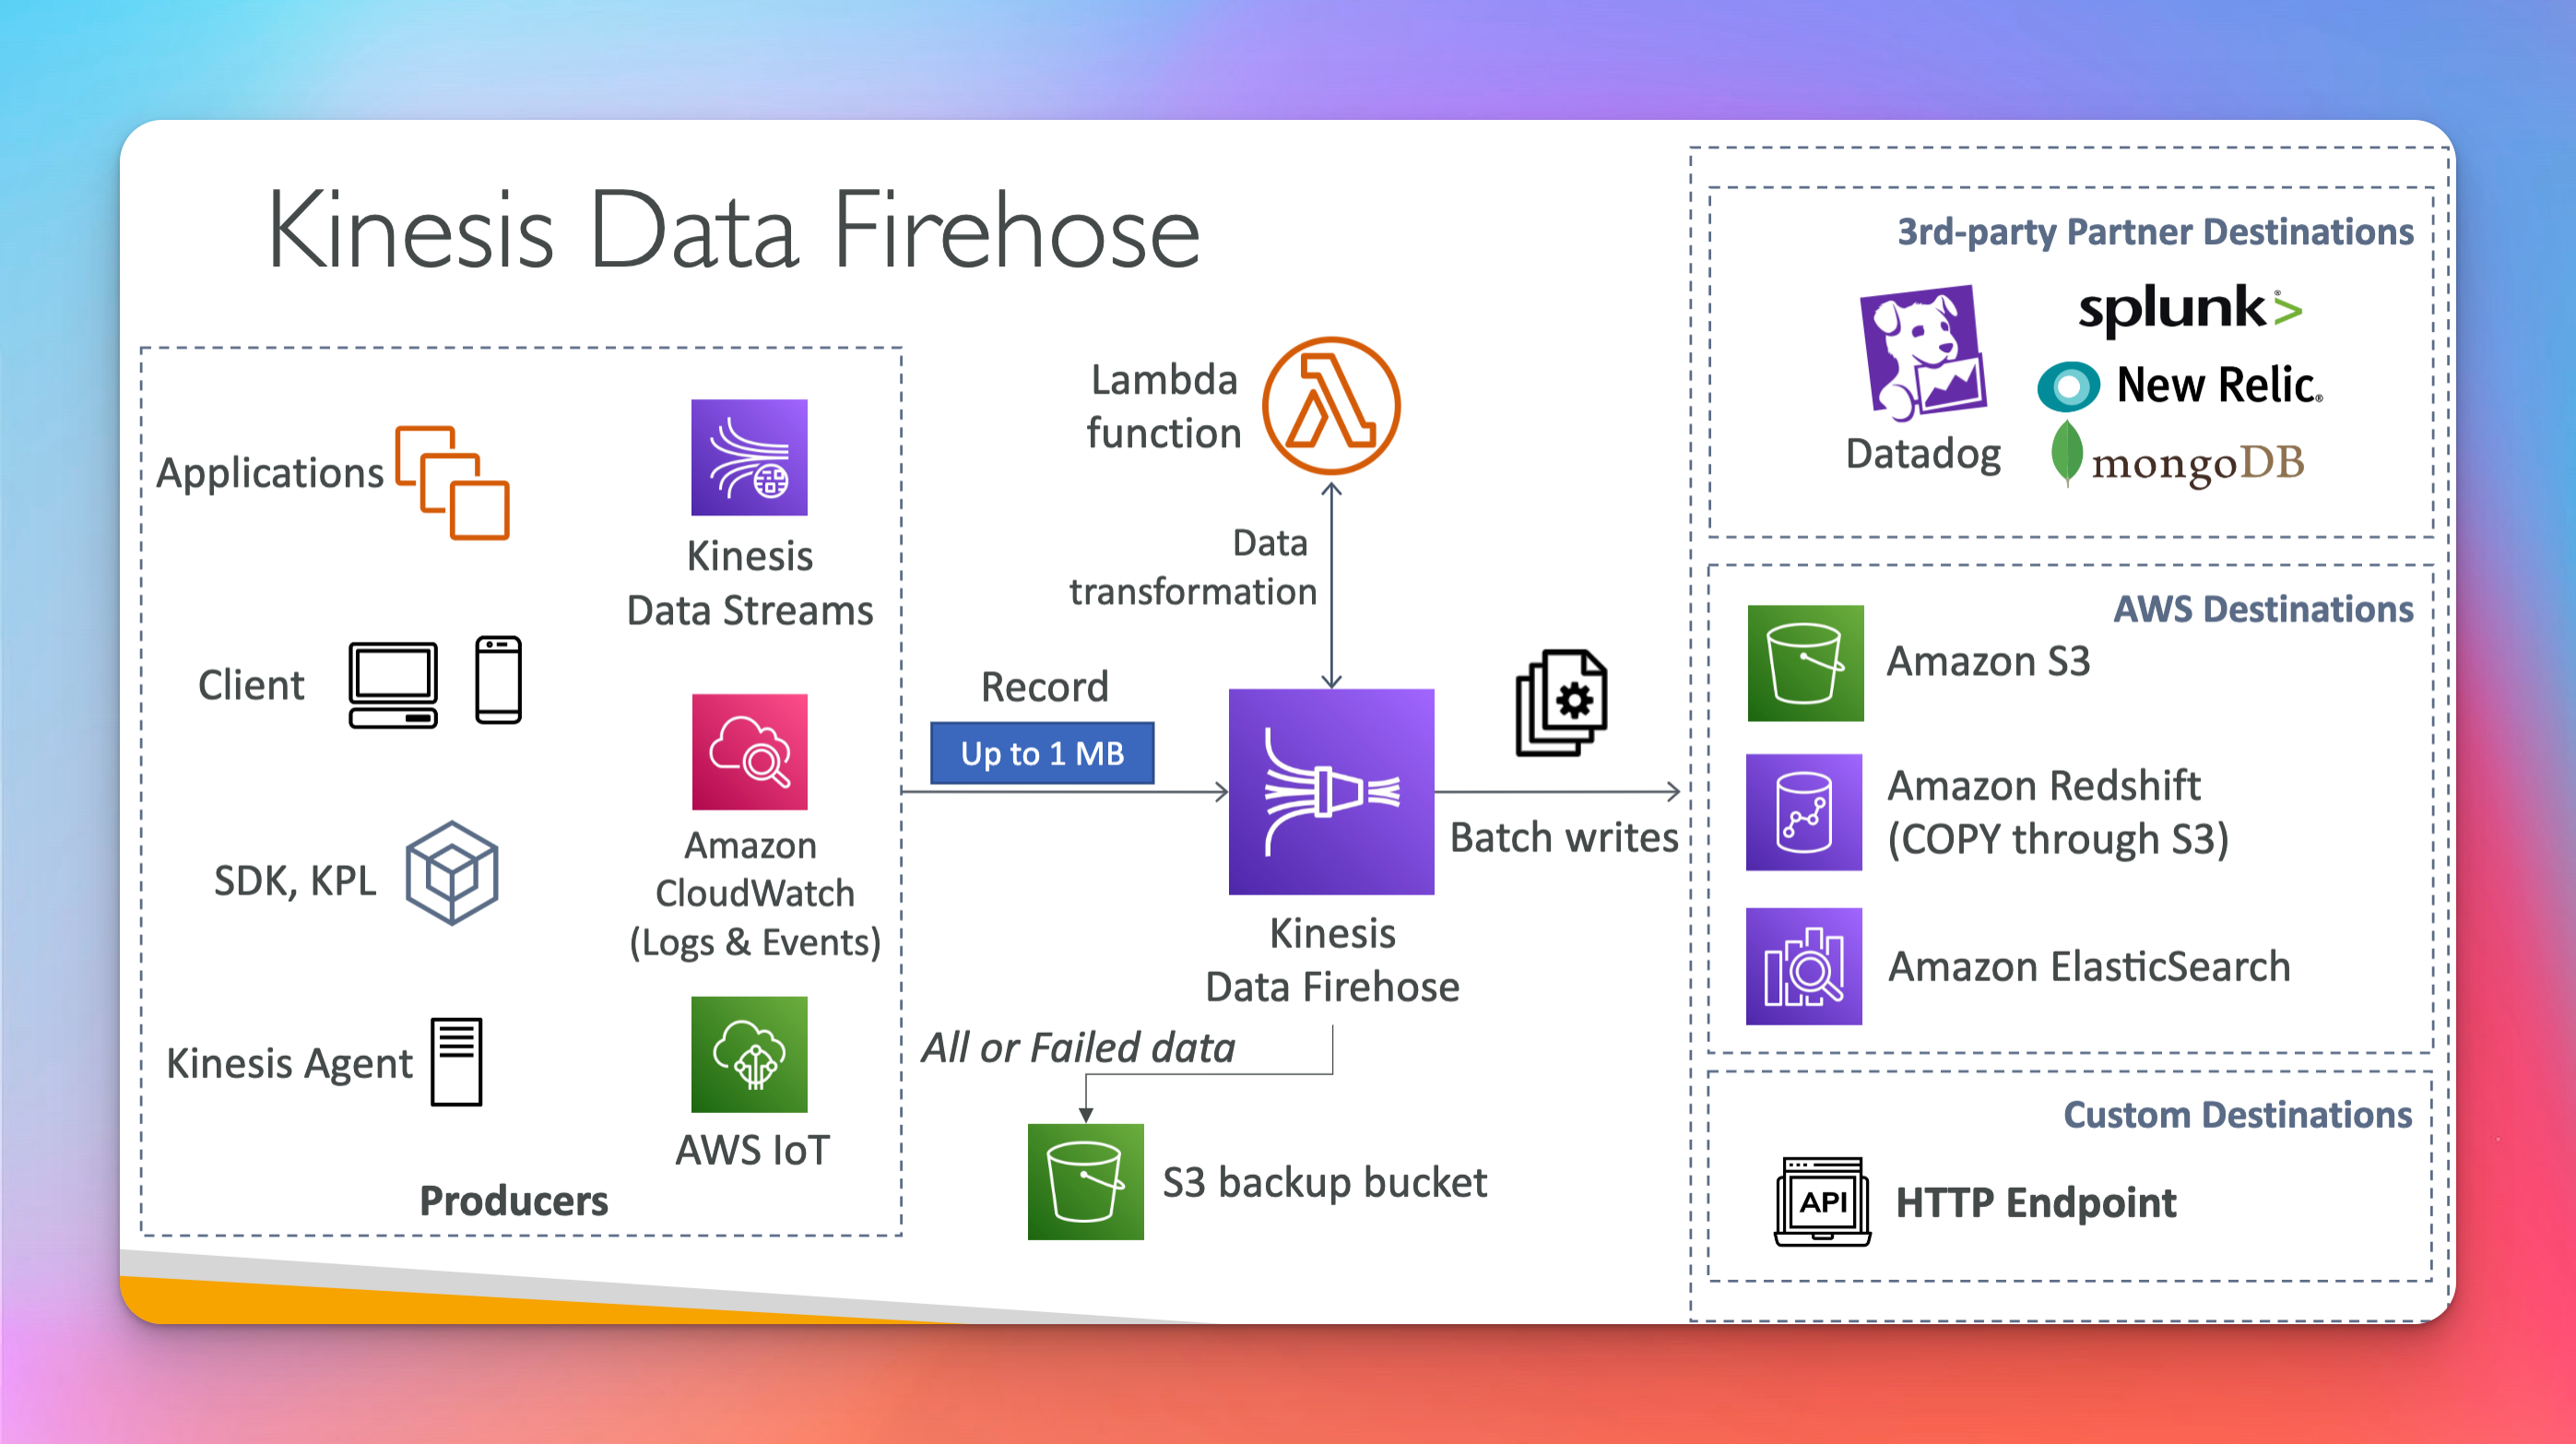 Kinesis Data Firehose
Applications
Client
SDK, KPL
Kinesis Agent
Kinesis
Data Streams
Amazon
CloudWatch
(Logs & Events)
AWS IoT
Producers
Record
Up to 1 MB
Lambda
function
Data
transformation
Kinesis
Data Firehose
All or Failed data
S3 backup bucket
Batch writes
3rd-party Partner Destinations
Datadog
splunk>®
New Relic®
mongoDB
AWS Destinations
Amazon S3
Amazon Redshift
(COPY through S3)
Amazon ElasticSearch
Custom Destinations
API
HTTP Endpoint